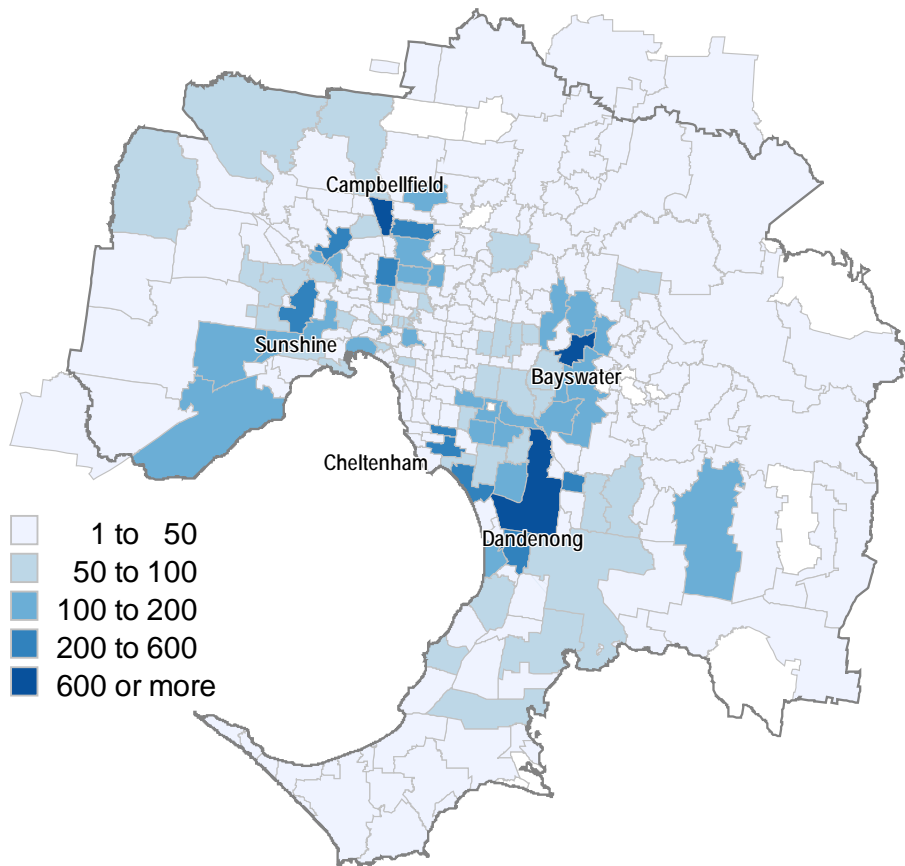 Campbellfield
Sunshine
Bayswater
Cheltenham
Dandenong
1 to 50
50 to 100
100 to 200
200 to 600
600 or more